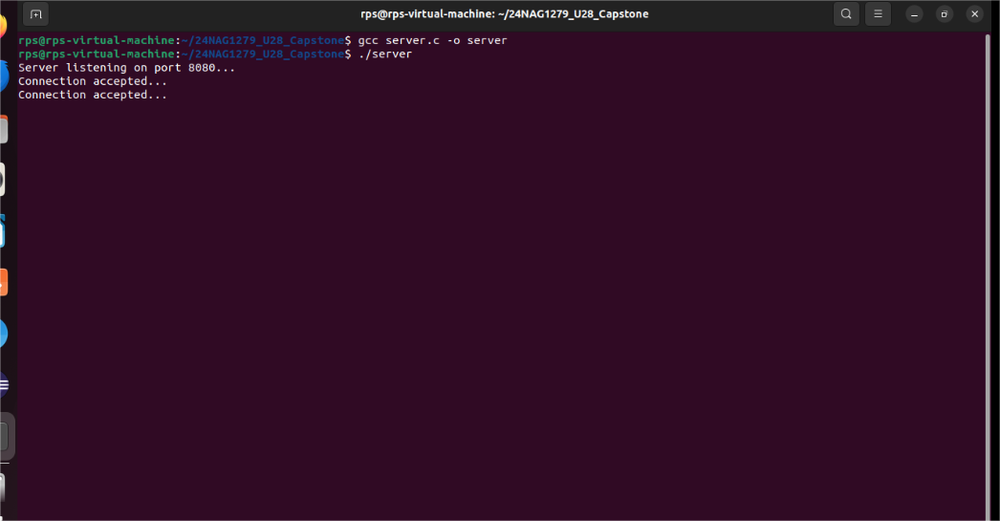 rps@rps-virtual-machine: ~/24NAG1279_U28_Capstone
rps@rps-virtual-machine:~/24NAG1279_U28_Capstone$ gcc server.c -o server
rps@rps-virtual-machine:~/24NAG1279_U28_Capstone$ ./server
Server listening on port 8080...
Connection accepted...
Connection accepted...